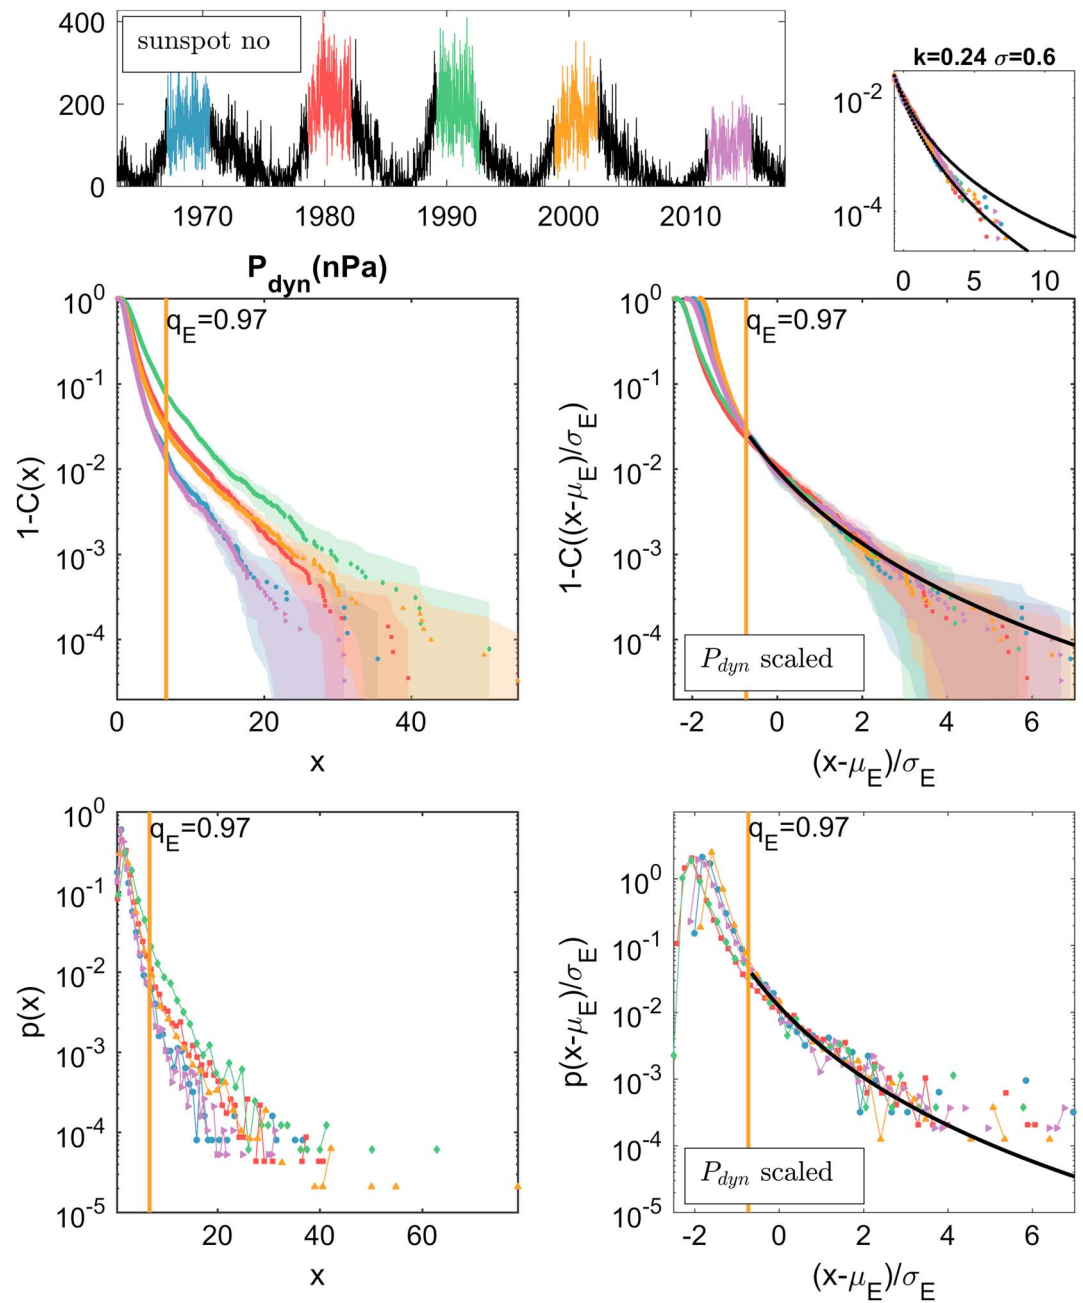 400
200
0
sunspot no
1970 1980 1990 2000 2010
k=0.24 σ=0.6
10^-2
10^-4
0 5 10
P_dyn(nPa)
q_E=0.97
10^0
10^-1
10^-2
10^-3
10^-4
1-C(x)
0 20 40
x
q_E=0.97
10^0
10^-1
10^-2
10^-3
10^-4
1-C((x-μ_E)/σ_E)
P_dyn scaled
-2 0 2 4 6
(x-μ_E)/σ_E
q_E=0.97
10^0
10^-1
10^-2
10^-3
10^-4
10^-5
p(x)
20 40 60
x
q_E=0.97
10^0
10^-1
10^-2
10^-3
10^-4
10^-5
p(x-μ_E)/σ_E)
P_dyn scaled
-2 0 2 4 6
(x-μ_E)/σ_E